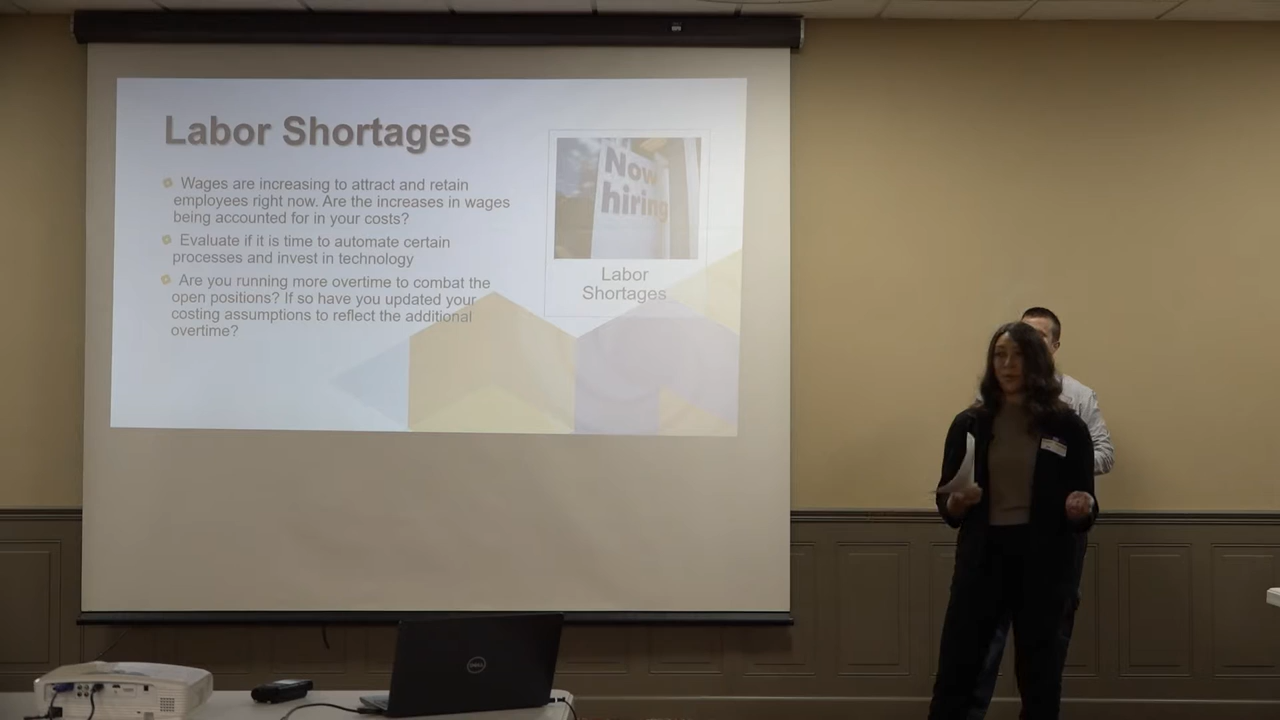 Labor Shortages
Wages are increasing to attract and retain
employees right now. Are the increases in wages
being accounted for in your costs?
Evaluate if it is time to automate certain
processes and invest in technology
Are you running more overtime to combat the
open positions? If so have you updated your
costing assumptions to reflect the additional
overtime?
Now
hiring
Labor
Shortages
DELL